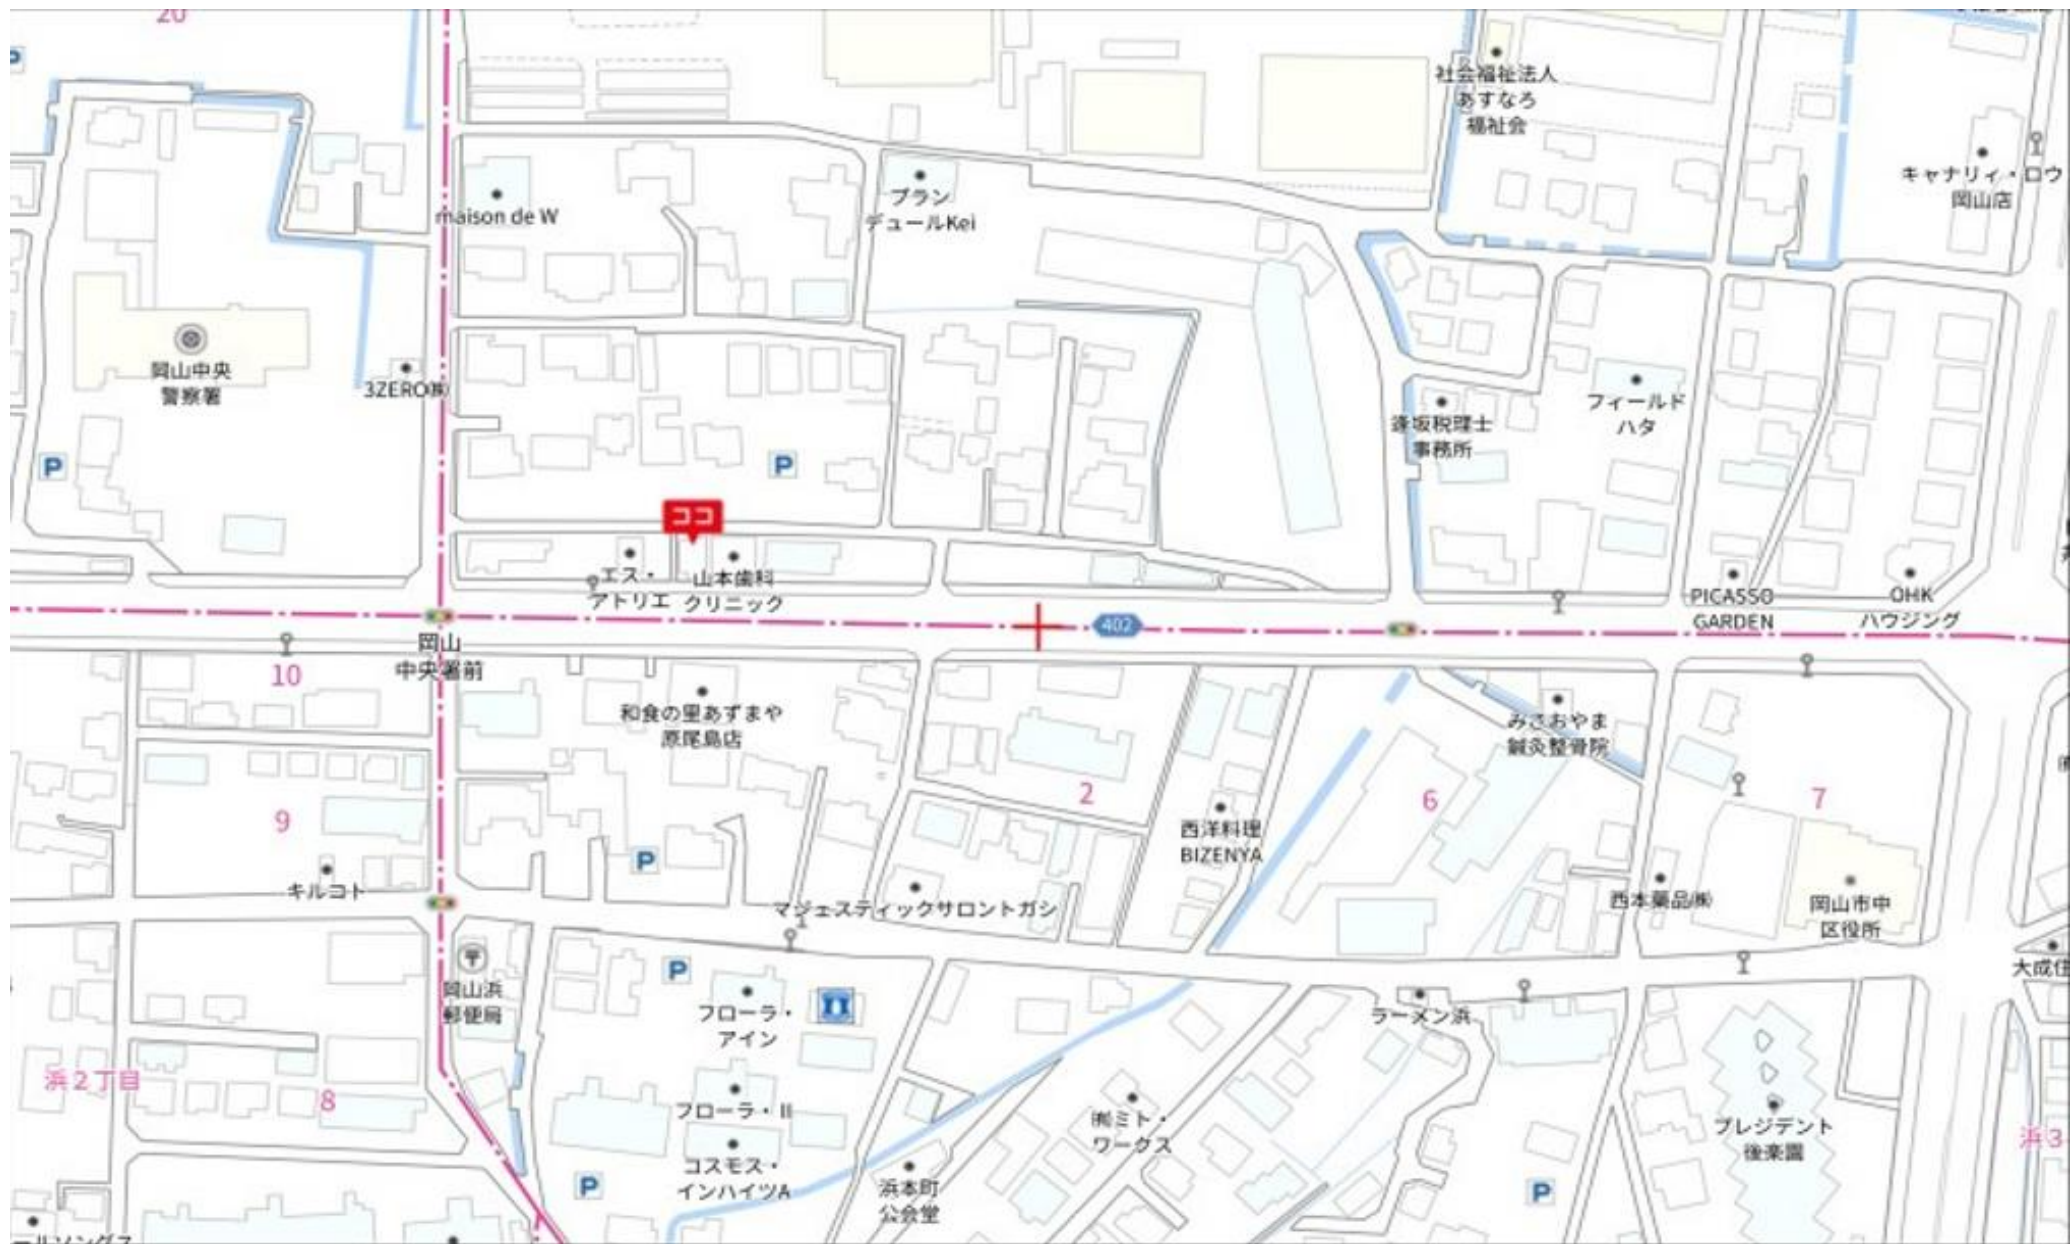 20
社会福祉法人
あすなろ
福祉会
キャナリィ・ロウ
岡山店
maison de W
プラン
デュールKei
P
岡山中央
警察署
3ZERO㈱
フィールド
ハタ
逢坂税理士
事務所
P
P
ココ
エス・
アトリエ
山本歯科
クリニック
PICASSO
GARDEN
OHK
ハウジング
402
岡山
中央署前
10
和食の里あずまや
原尾島店
みさおやま
鍼灸整骨院
2
6
7
9
西洋料理
BIZENYA
P
キルコト
マジェスティックサロントガシ
西本薬品㈱
岡山市中
区役所
岡山浜
郵便局
P
フローラ・
アイン
ラーメン浜
大成住
浜2丁目
8
フローラ・Ⅱ
㈲ミト・
ワークス
プレジデント
後楽園
浜3
コスモス・
インハイツA
P
浜本町
公会堂
P